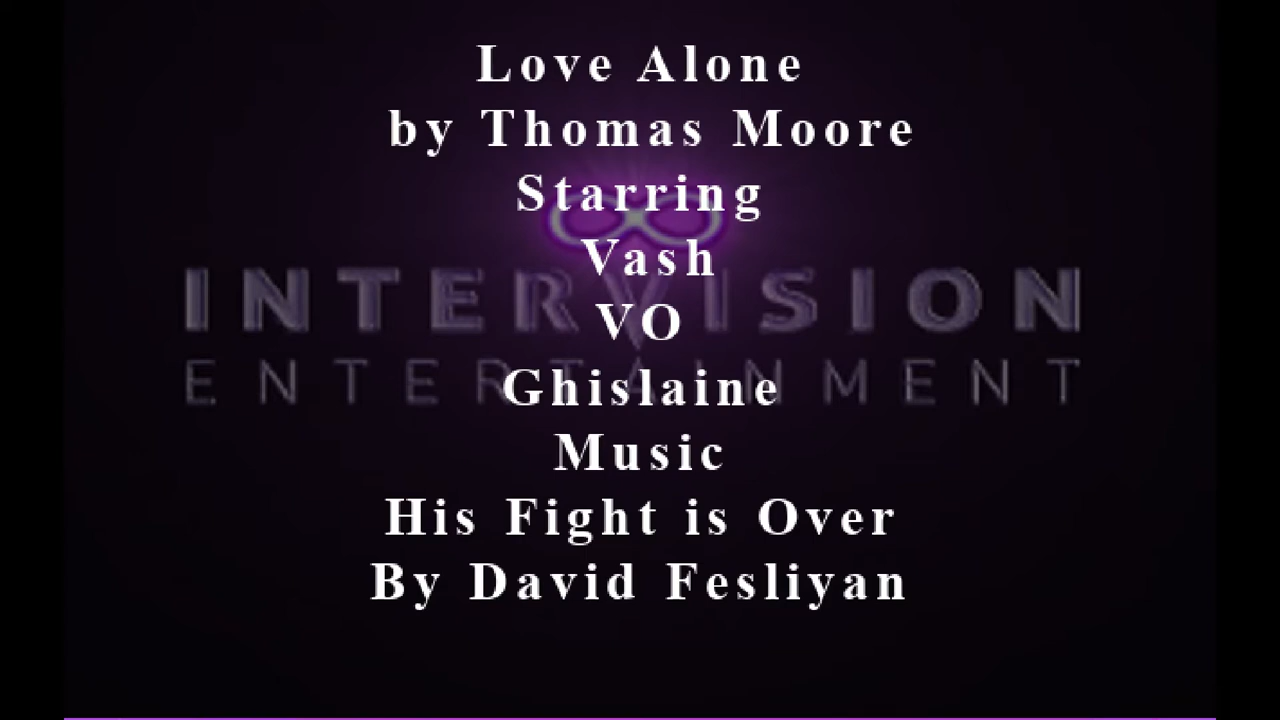 Love Alone
by Thomas Moore
Starring
Vash
INTERVISION
VO
ENTERTAINMENT
Ghislaine
Music
His Fight is Over
By David Fesliyan